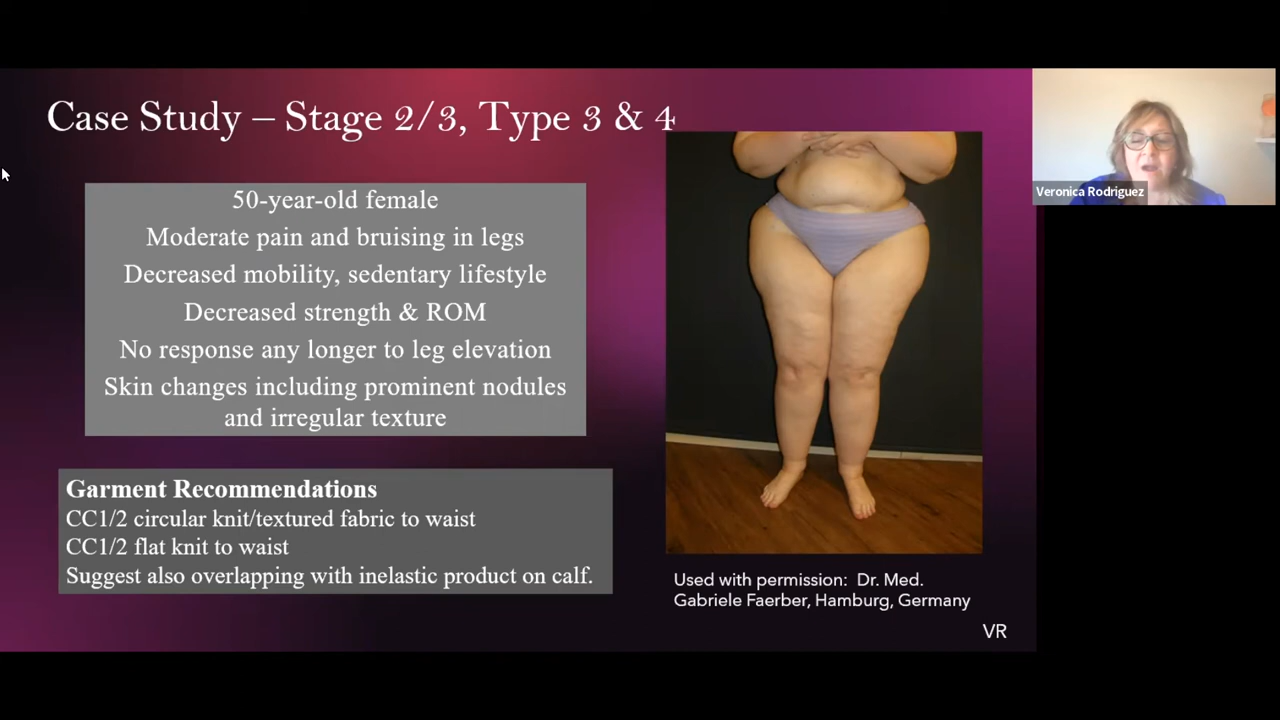 Case Study – Stage 2/3, Type 3 & 4
50-year-old female
Moderate pain and bruising in legs
Decreased mobility, sedentary lifestyle
Decreased strength & ROM
No response any longer to leg elevation
Skin changes including prominent nodules
and irregular texture
Garment Recommendations
CC1/2 circular knit/textured fabric to waist
CC1/2 flat knit to waist
Suggest also overlapping with inelastic product on calf.
Used with permission: Dr. Med.
Gabriele Faerber, Hamburg, Germany
VR
Veronica Rodriguez